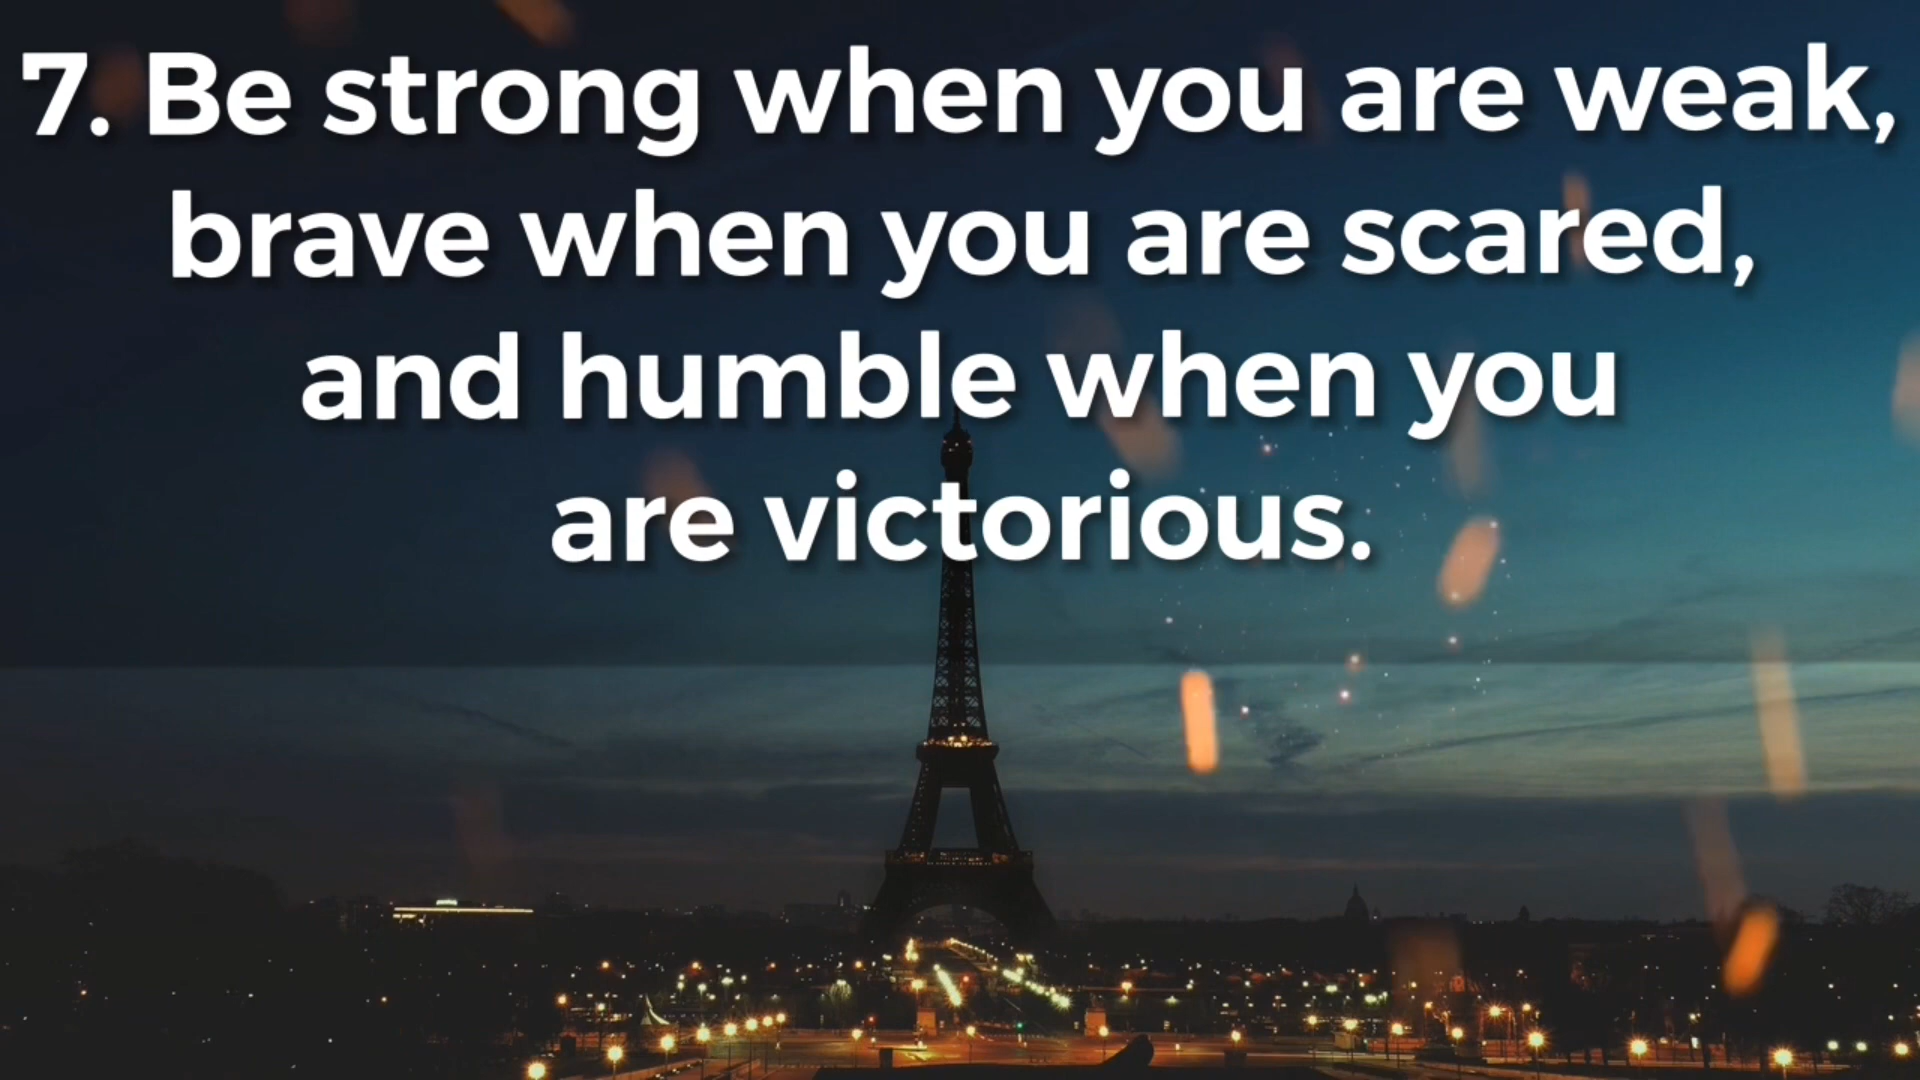 7. Be strong when you are weak,
brave when you are scared,
and humble when you
are victorious.